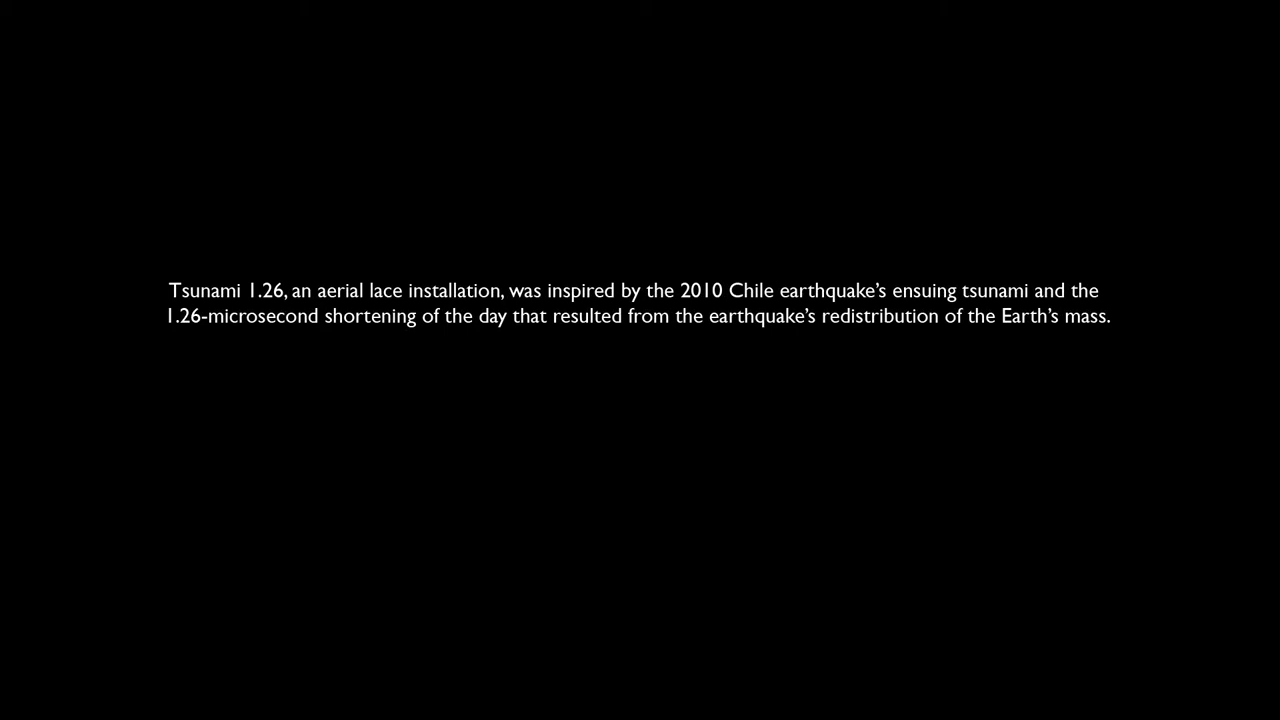 Tsunami 1.26, an aerial lace installation, was inspired by the 2010 Chile earthquake’s ensuing tsunami and the
1.26-microsecond shortening of the day that resulted from the earthquake’s redistribution of the Earth’s mass.